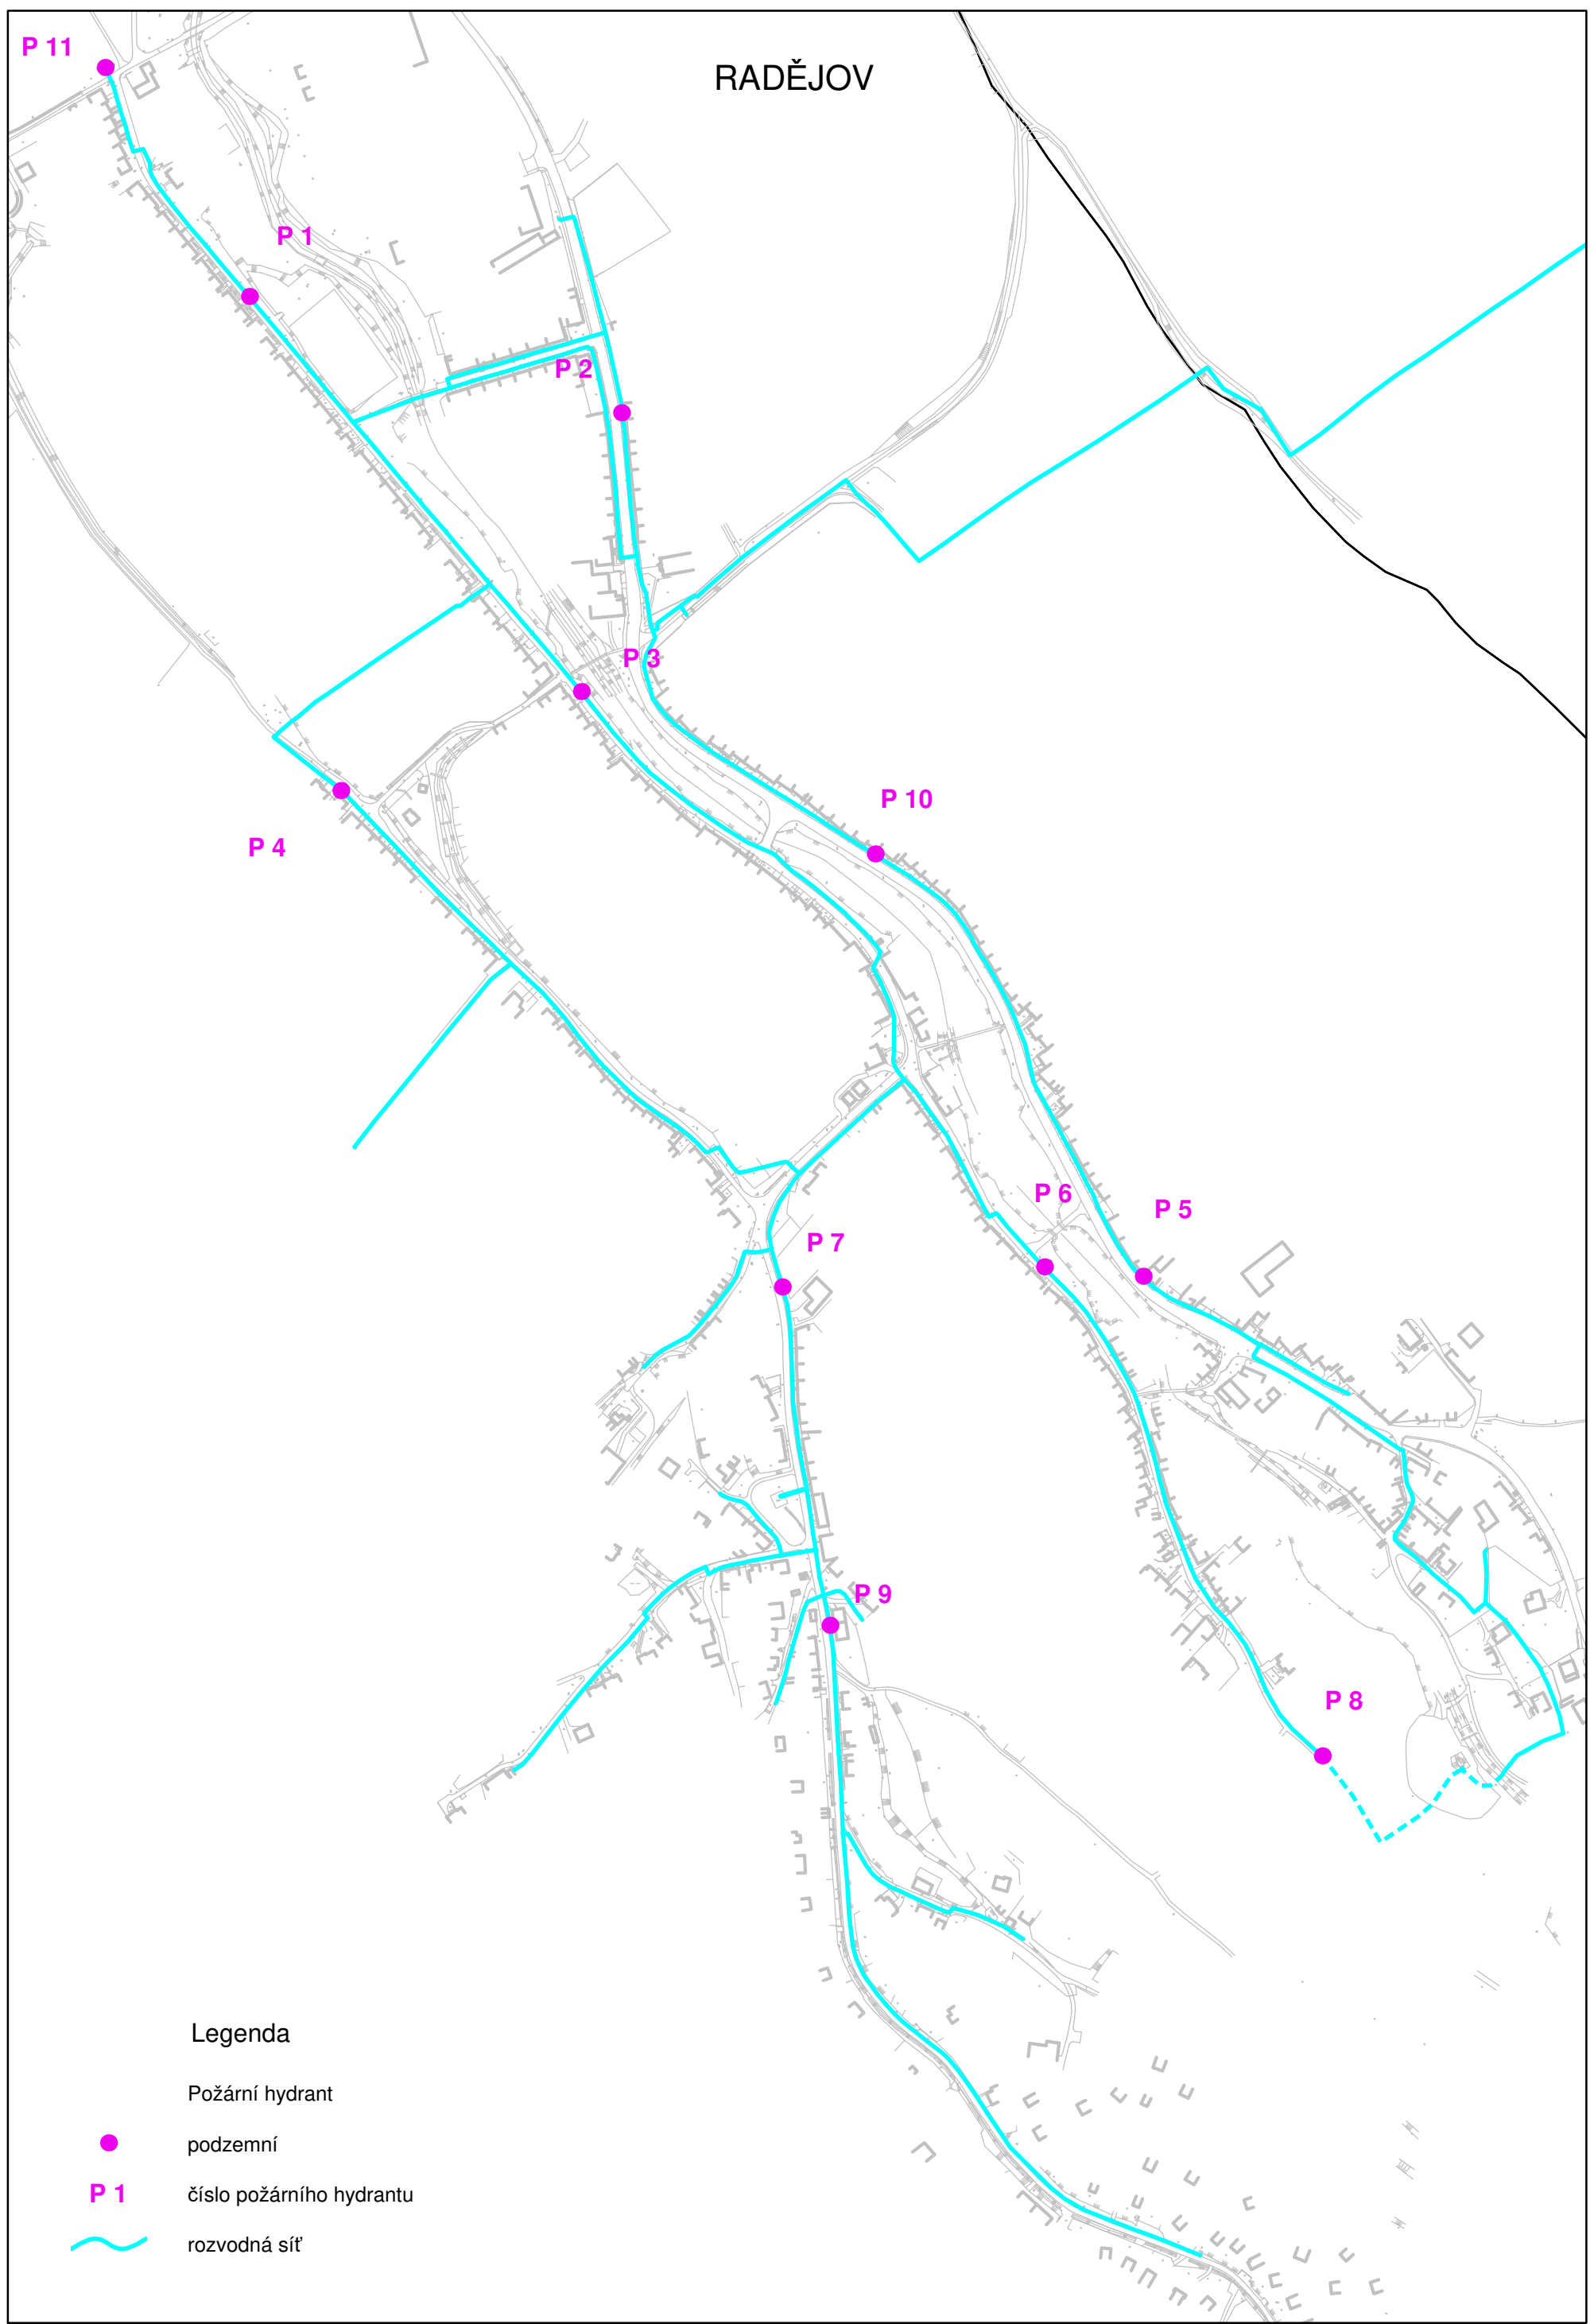 P 11
RADĚJOV
P 1
P 2
P 3
P 10
P 4
P 6
P 5
P 7
P 9
P 8
Legenda
Požární hydrant
podzemní
P 1 číslo požárního hydrantu
rozvodná síť